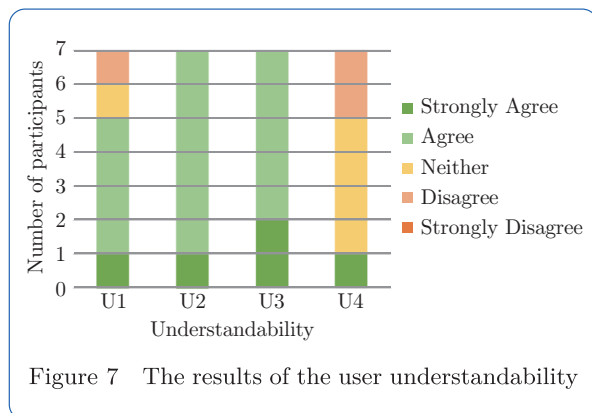 7
6
5
4
3
2
1
0
Number of participants
U1 U2 U3 U4
Understandability
Strongly Agree
Agree
Neither
Disagree
Strongly Disagree
Figure 7 The results of the user understandability